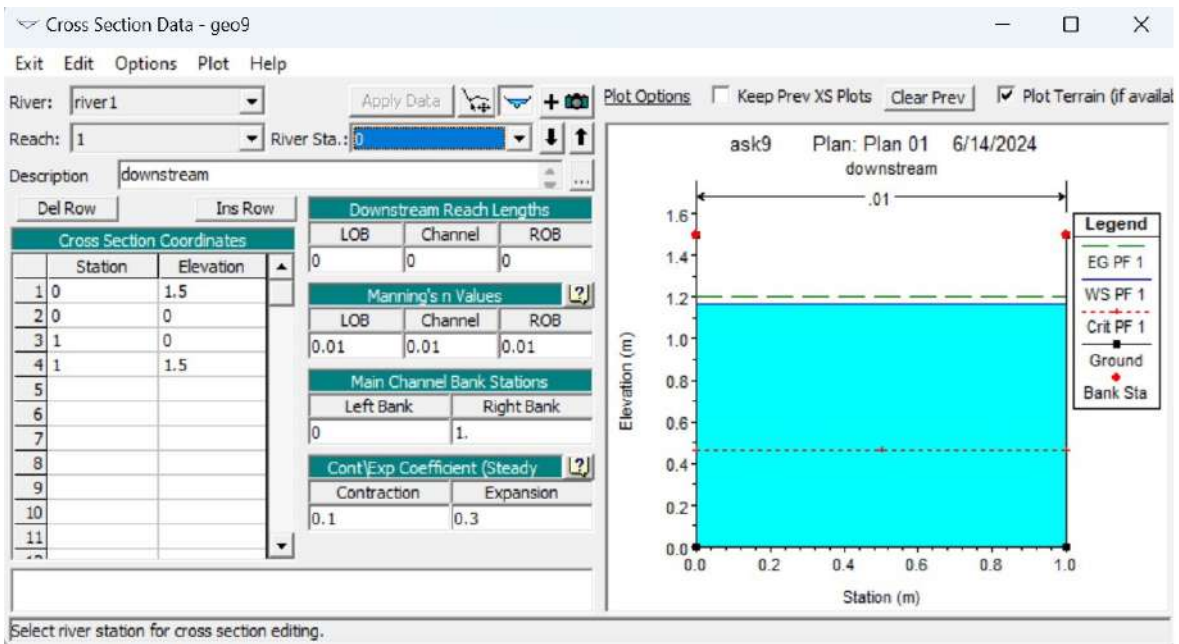 Cross Section Data - geo9
Exit Edit Options Plot Help
River: river1 Apply Data
Reach: 1 River Sta.: 0
Description downstream ...
Del Row Ins Row
Cross Section Coordinates
Station Elevation
1 0 1.5
2 0 0
3 1 0
4 1 1.5
5
6
7
8
9
10
11
Downstream Reach Lengths
LOB Channel ROB
0 0 0
Manning's n Values
LOB Channel ROB
0.01 0.01 0.01
Main Channel Bank Stations
Left Bank Right Bank
0 1.
Cont\Exp Coefficient (Steady
Contraction Expansion
0.1 0.3
Select river station for cross section editing.
Plot Options Keep Prev XS Plots Clear Prev Plot Terrain (if availab
ask9 Plan: Plan 01 6/14/2024
downstream
.01
1.6
1.4
1.2
1.0
0.8
0.6
0.4
0.2
0.0
Elevation (m)
0.0 0.2 0.4 0.6 0.8 1.0
Station (m)
Legend
EG PF 1
WS PF 1
Crit PF 1
Ground
Bank Sta